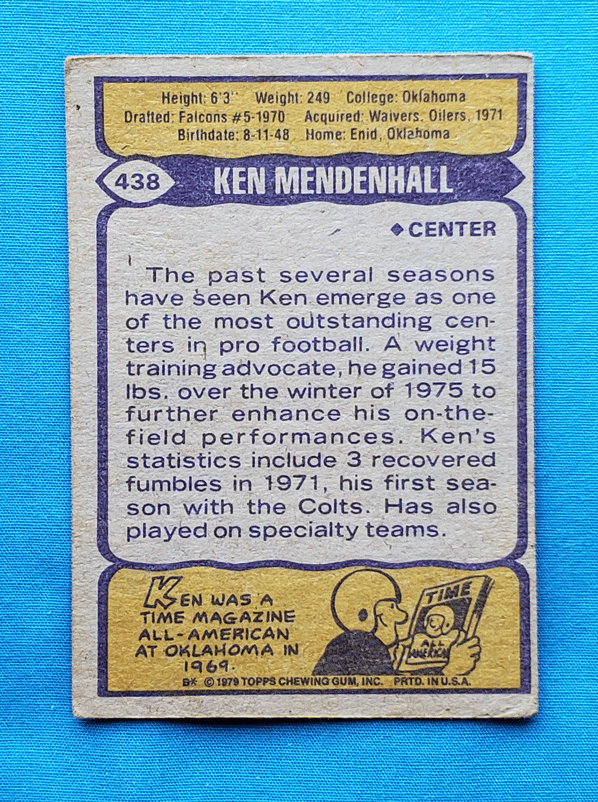 Height: 6'3" Weight: 249 College: Oklahoma
Drafted: Falcons #5-1970 Acquired: Waivers, Oilers, 1971
Birthdate: 8-11-48 Home: Enid, Oklahoma
438 KEN MENDENHALL
CENTER
The past several seasons
have seen Ken emerge as one
of the most outstanding cen-
ters in pro football. A weight
training advocate, he gained 15
lbs. over the winter of 1975 to
further enhance his on-the-
field performances. Ken's
statistics include 3 recovered
fumbles in 1971, his first sea-
son with the Colts. Has also
played on specialty teams.
KEN WAS A
TIME MAGAZINE
ALL-AMERICAN
AT OKLAHOMA IN
1969.
TIME
ALL
AMERICAN
B* © 1979 TOPPS CHEWING GUM, INC. PRTD. IN U.S.A.